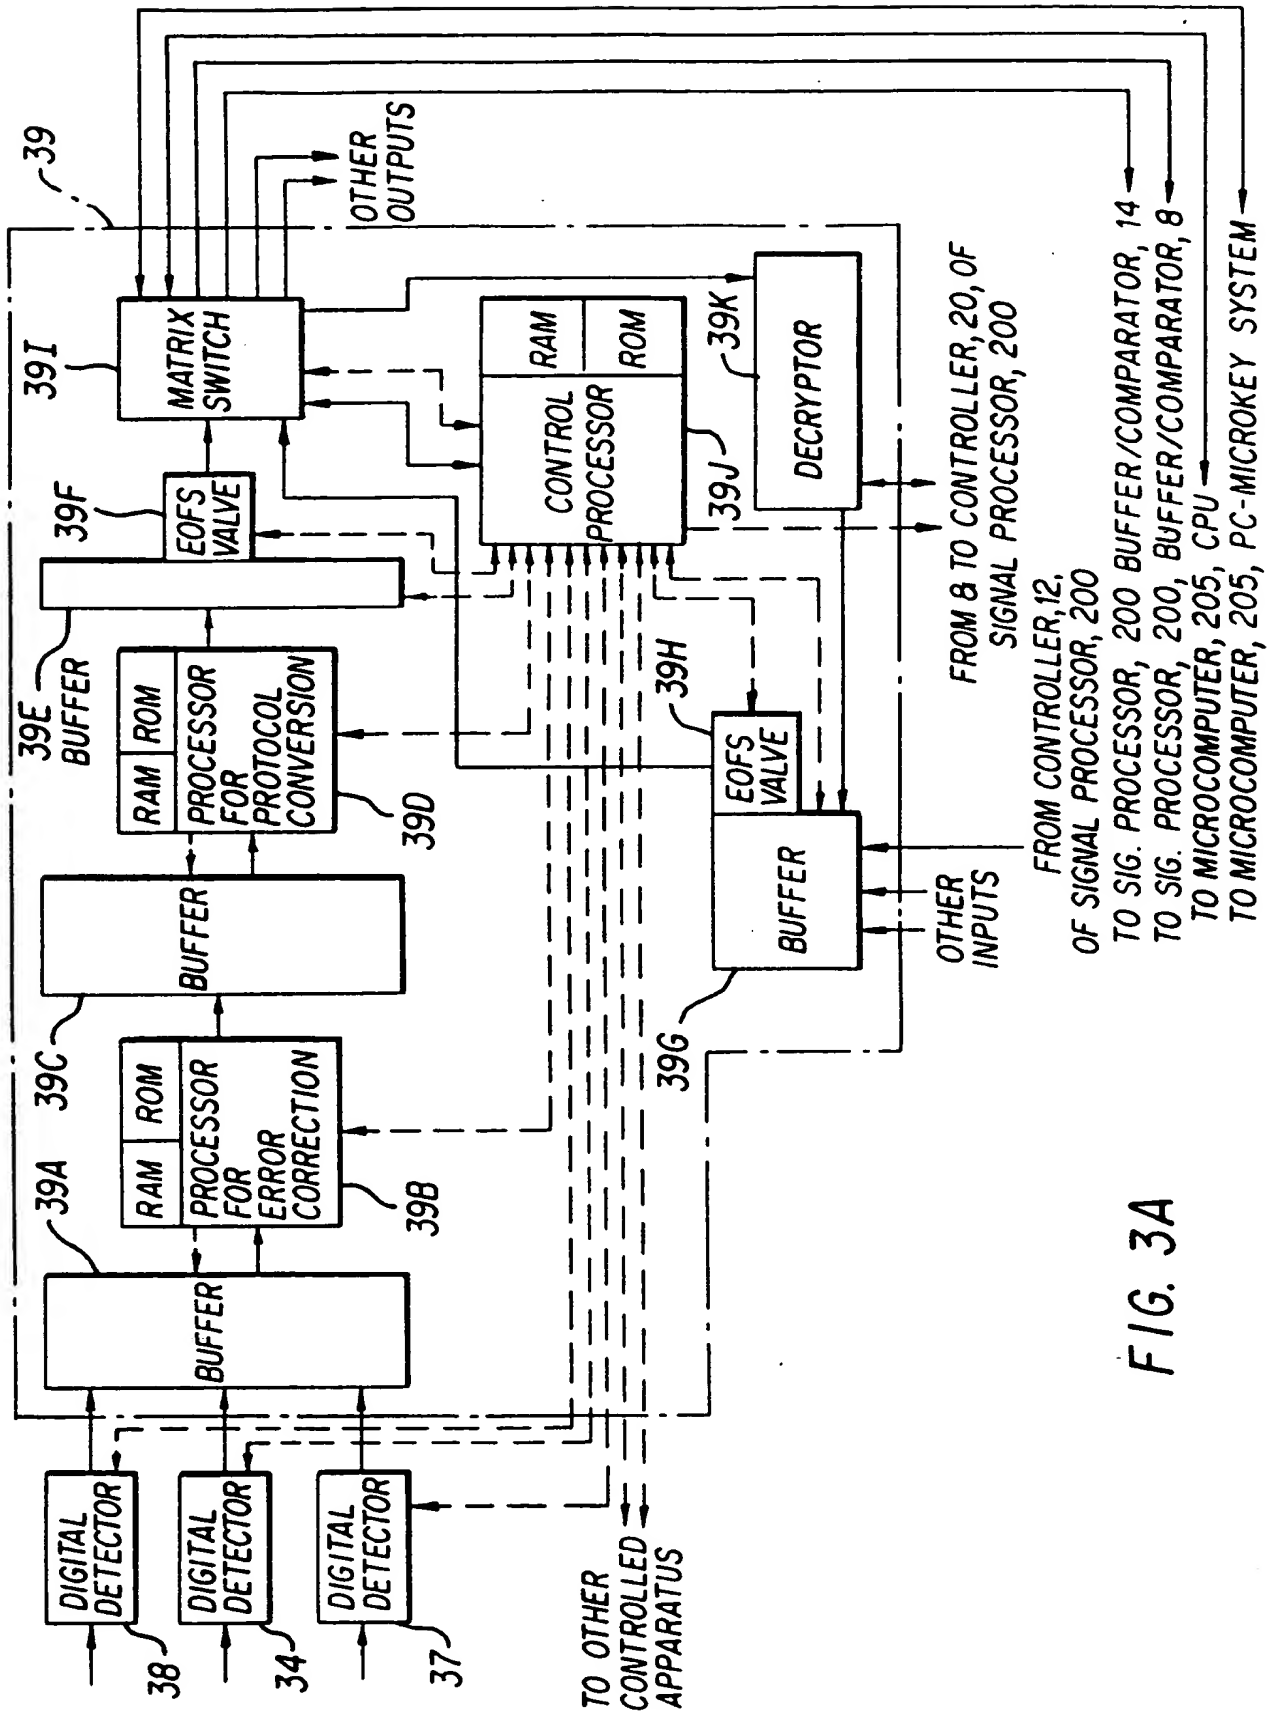 38
DIGITAL
DETECTOR
34
DIGITAL
DETECTOR
37
DIGITAL
DETECTOR
39A
BUFFER
RAM ROM
PROCESSOR
FOR
ERROR
CORRECTION
39B
39C
BUFFER
RAM ROM
PROCESSOR
FOR
PROTOCOL
CONVERSION
39D
39E
BUFFER
39F
EOFS
VALVE
39I
MATRIX
SWITCH
39
OTHER
OUTPUTS
CONTROL
PROCESSOR
RAM
ROM
39J
39K
DECRYPTOR
39G
BUFFER
39H
EOFS
VALVE
OTHER
INPUTS
TO OTHER
CONTROLLED
APPARATUS
FROM & TO CONTROLLER, 20, OF
SIGNAL PROCESSOR, 200
FROM CONTROLLER, 12,
OF SIGNAL PROCESSOR, 200
TO SIG. PROCESSOR, 200 BUFFER/COMPARATOR, 14
TO SIG. PROCESSOR, 200, BUFFER/COMPARATOR, 8
TO MICROCOMPUTER, 205, CPU
TO MICROCOMPUTER, 205, PC-MICROKEY SYSTEM
FIG. 3A